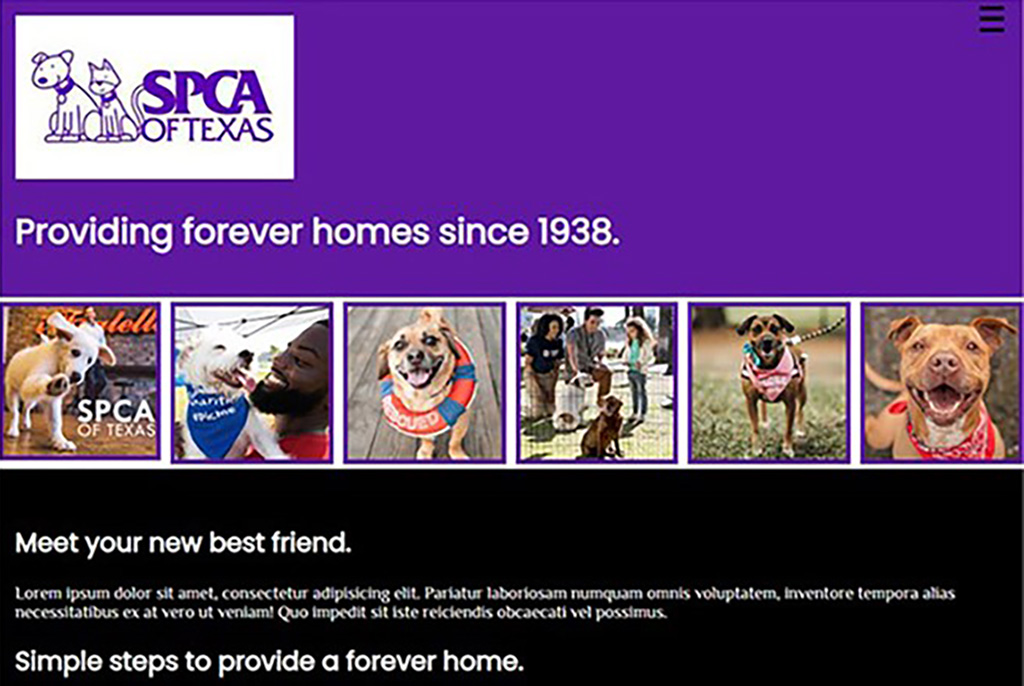 SPCA
OF TEXAS
Providing forever homes since 1938.
SPCA
OF TEXAS
Meet your new best friend.
Lorem ipsum dolor sit amet, consectetur adipisicing elit. Pariatur laboriosam numquam omnis voluptatem, inventore tempora alias
necessitatibus ex at vero ut veniam! Quo impedit sit iste reiciendis obcaecati vel possimus.
Simple steps to provide a forever home.